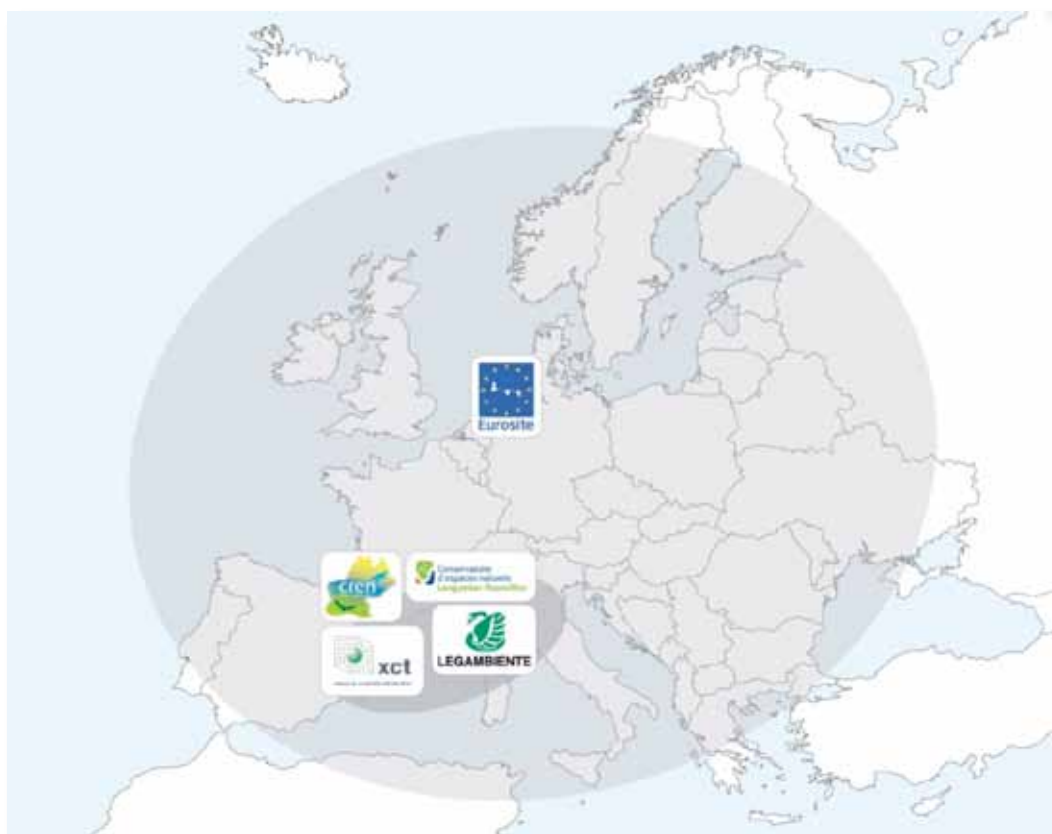 Eurosite
cren
Conservatoire
d'espaces naturels
Languedoc-Roussillon
xct
LEGAMBIENTE